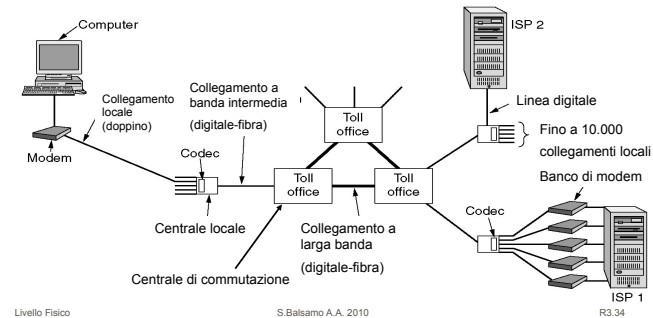 Computer
ISP 2
Collegamento
locale
(doppino)
Collegamento a
banda intermedia
(digitale-fibra)
Linea digitale
Toll
office
Modem
Codec
Fino a 10.000
collegamenti locali
Toll
office
Toll
office
Banco di modem
Codec
Centrale locale
Collegamento a
larga banda
(digitale-fibra)
Centrale di commutazione
ISP 1
Livello Fisico
S.Balsamo A.A. 2010
R3.34